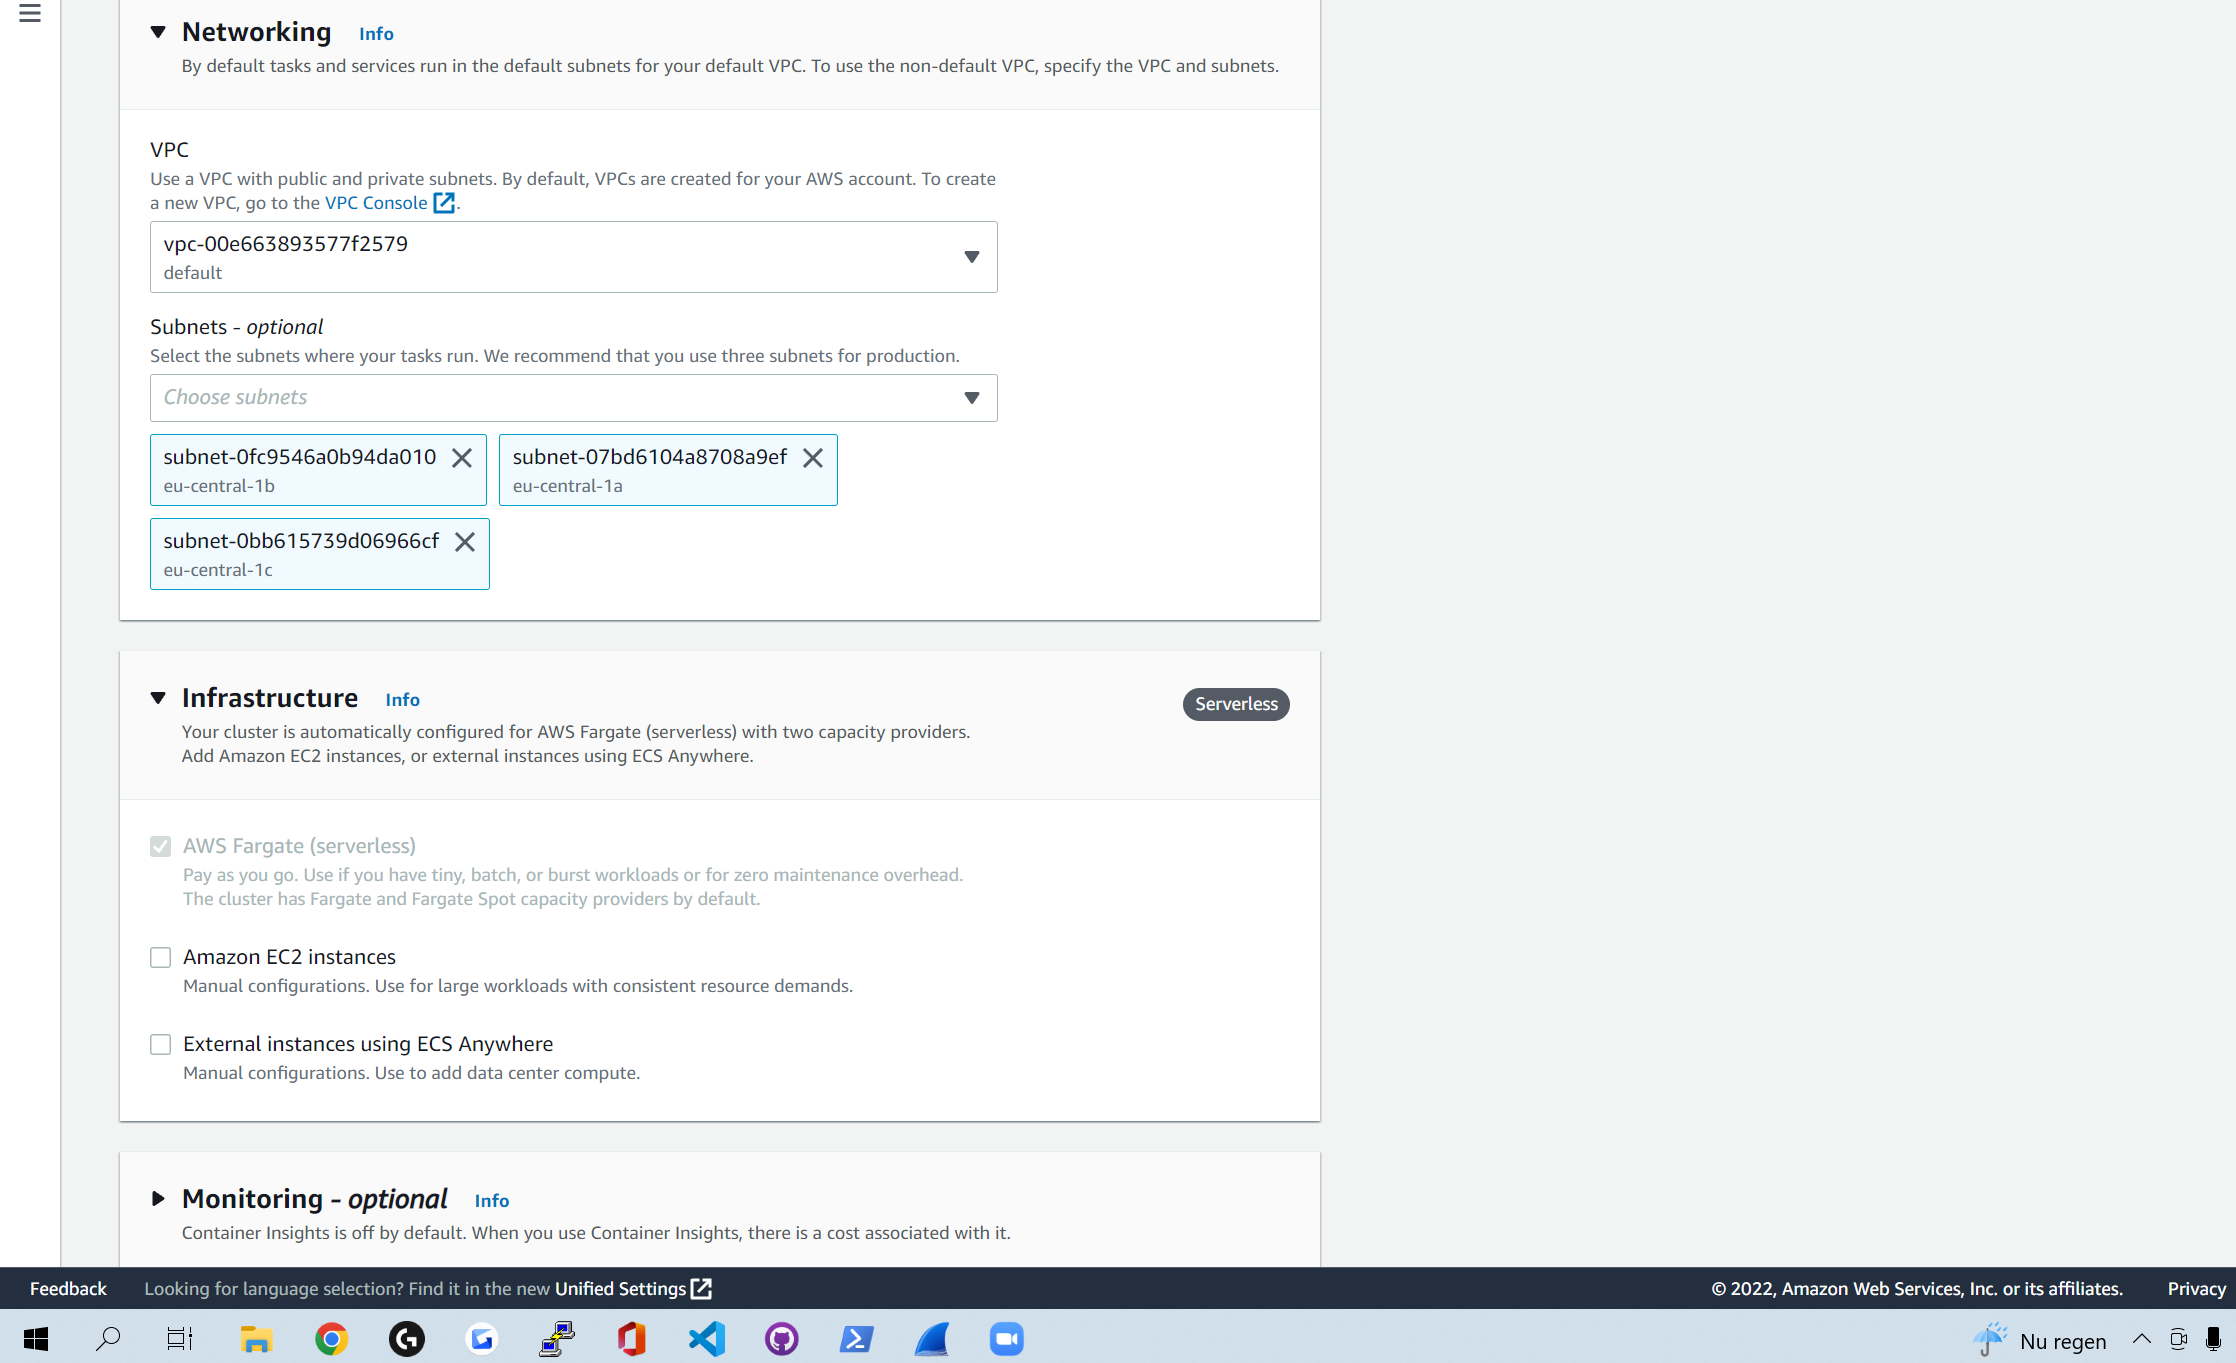 Networking Info
By default tasks and services run in the default subnets for your default VPC. To use the non-default VPC, specify the VPC and subnets.
VPC
Use a VPC with public and private subnets. By default, VPCs are created for your AWS account. To create
a new VPC, go to the VPC Console.
vpc-00e663893577f2579
default
Subnets - optional
Select the subnets where your tasks run. We recommend that you use three subnets for production.
Choose subnets
subnet-0fc9546a0b94da010
eu-central-1b
subnet-07bd6104a8708a9ef
eu-central-1a
subnet-0bb615739d06966cf
eu-central-1c
Infrastructure Info
Serverless
Your cluster is automatically configured for AWS Fargate (serverless) with two capacity providers.
Add Amazon EC2 instances, or external instances using ECS Anywhere.
AWS Fargate (serverless)
Pay as you go. Use if you have tiny, batch, or burst workloads or for zero maintenance overhead.
The cluster has Fargate and Fargate Spot capacity providers by default.
Amazon EC2 instances
Manual configurations. Use for large workloads with consistent resource demands.
External instances using ECS Anywhere
Manual configurations. Use to add data center compute.
Monitoring - optional Info
Container Insights is off by default. When you use Container Insights, there is a cost associated with it.
Feedback Looking for language selection? Find it in the new Unified Settings © 2022, Amazon Web Services, Inc. or its affiliates. Privacy
Nu regen